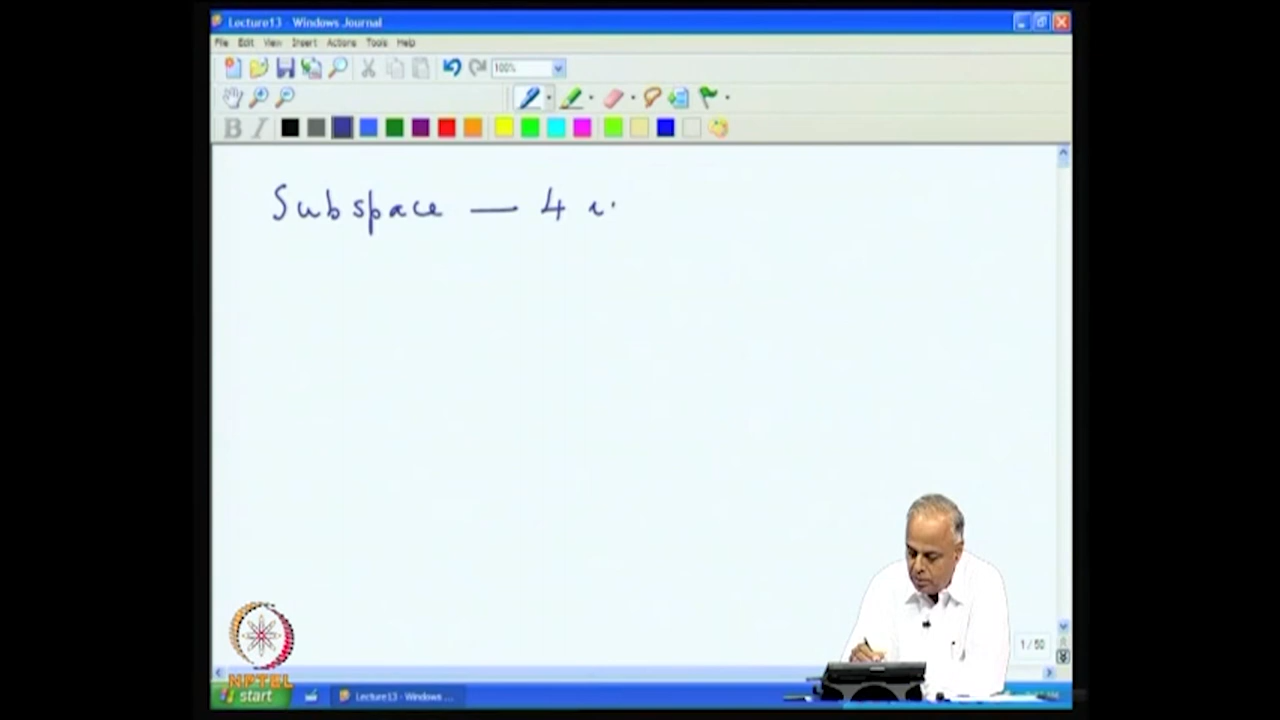 Lecture13 - Windows Journal
File Edit View Insert Actions Tools Help
100%
B I
Subspace — 4
1 / 50
NPTEL
start Lecture13 - Windows ...